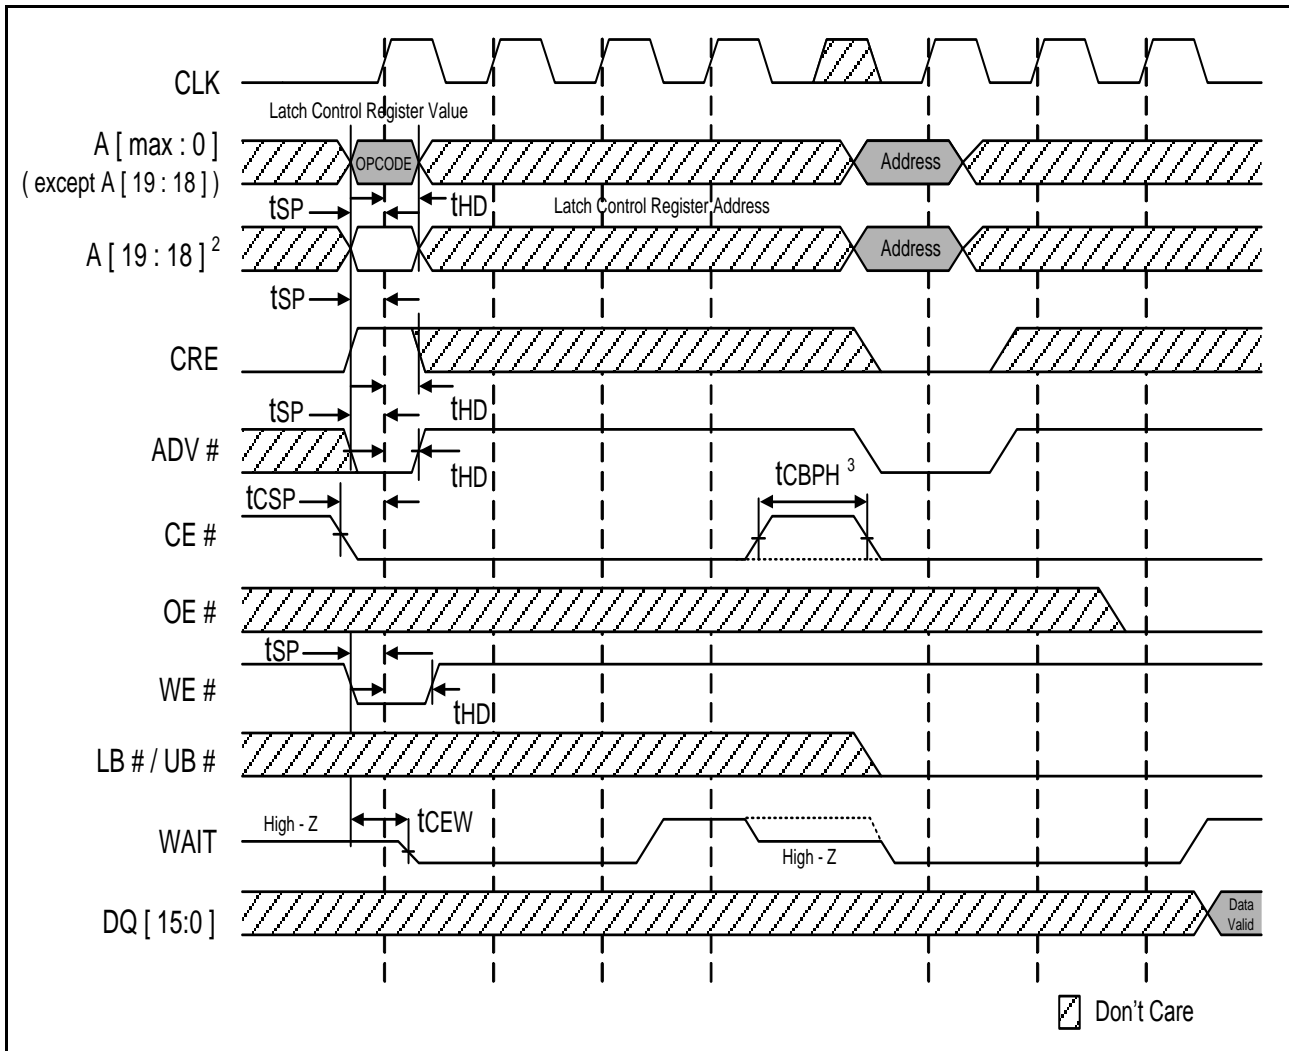 CLK
Latch Control Register Value
A [ max : 0 ]
( except A [ 19 : 18 ] )
OPCODE
Address
tSP
tHD
Latch Control Register Address
A [ 19 : 18 ] 2
Address
tSP
CRE
tSP
tHD
ADV #
tHD
tCBPH 3
tCSP
CE #
OE #
tSP
WE #
tHD
LB # / UB #
High - Z
tCEW
WAIT
High - Z
DQ [ 15:0 ]
Data
Valid
Don't Care